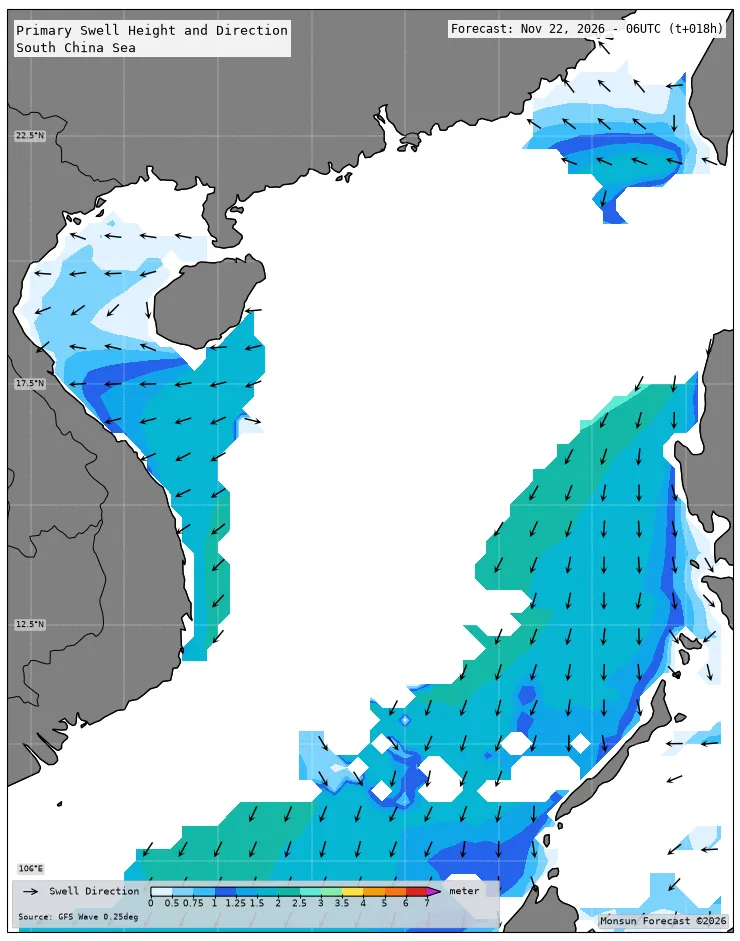 Primary Swell Height and Direction
South China Sea
Forecast: Nov 22, 2026 - 06UTC (t+018h)
22.5°N
17.5°N
12.5°N
106°E
Swell Direction
0 0.5 0.75 1 1.25 1.5 2 2.5 3 3.5 4 5 6 7
meter
Source: GFS Wave 0.25deg
Monsun Forecast ©2026